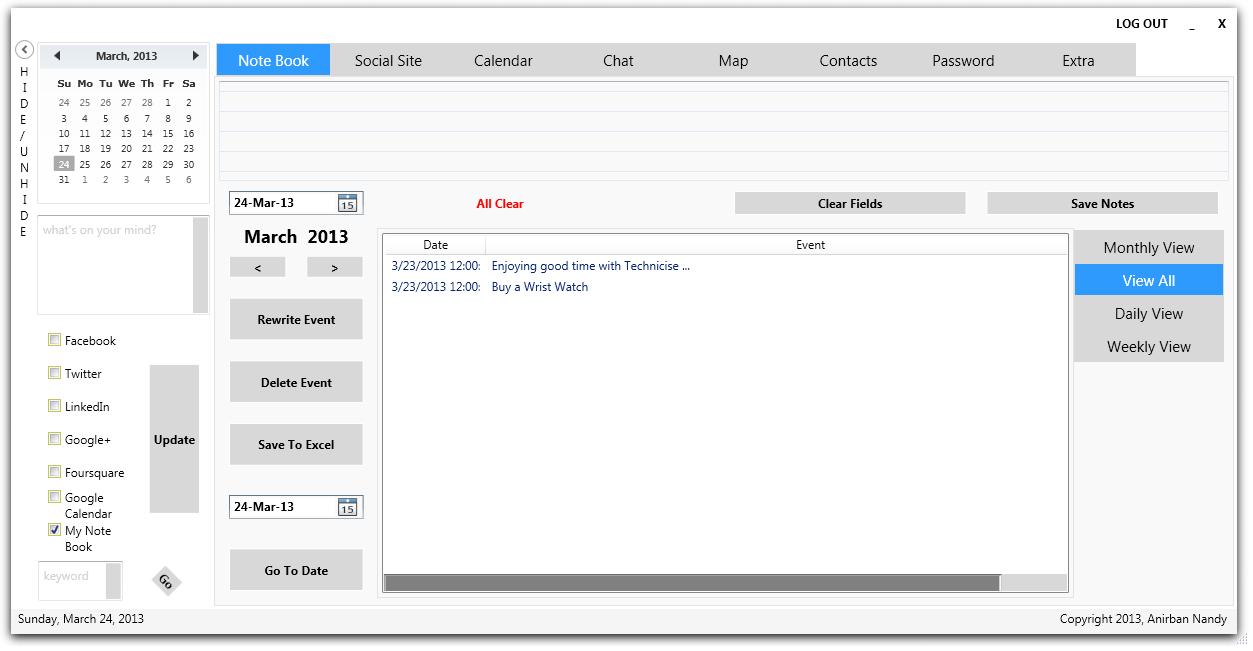 LOG OUT _ X
HIDE/UNHIDE
March, 2013
Su Mo Tu We Th Fr Sa
24 25 26 27 28 1 2
3 4 5 6 7 8 9
10 11 12 13 14 15 16
17 18 19 20 21 22 23
24 25 26 27 28 29 30
31 1 2 3 4 5 6
what's on your mind?
Facebook
Twitter
LinkedIn
Google+
Foursquare
Google
Calendar
My Note
Book
Update
keyword
Go
Note Book Social Site Calendar Chat Map Contacts Password Extra
24-Mar-13 15 All Clear Clear Fields Save Notes
March 2013
< >
Rewrite Event
Delete Event
Save To Excel
24-Mar-13 15
Go To Date
Date Event
3/23/2013 12:00: Enjoying good time with Technicise ...
3/23/2013 12:00: Buy a Wrist Watch
Monthly View
View All
Daily View
Weekly View
Sunday, March 24, 2013
Copyright 2013, Anirban Nandy